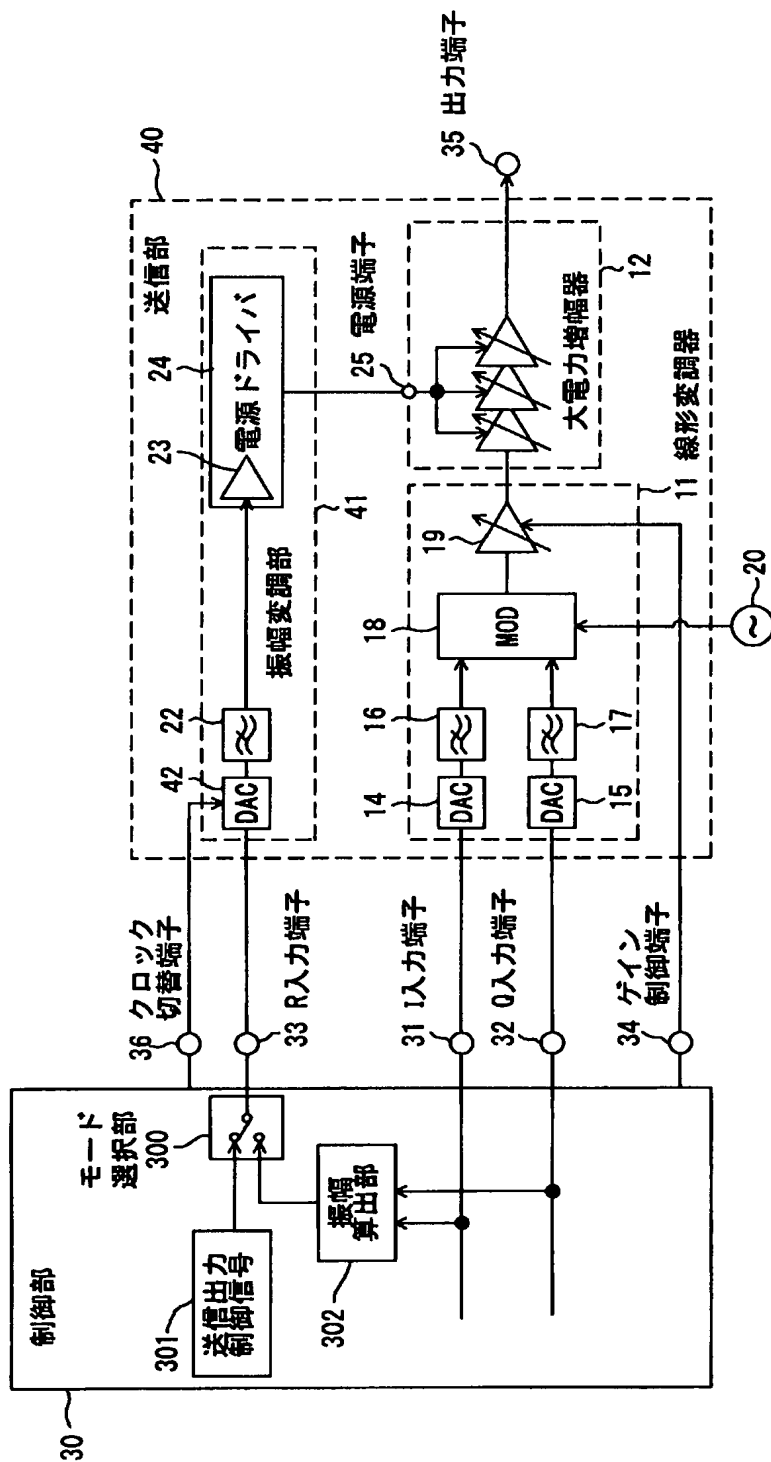 30
制御部
301
送信出力
制御信号
モード
選択部
300
振幅
算出部
302
36
クロック
切替端子
33 R入力端子
31 I入力端子
32 Q入力端子
34 ゲイン
制御端子
送信部
40
42
DAC
22
振幅変調部
41
23
24
電源ドライバ
25 電源端子
14
DAC
16
15
DAC
17
18
MOD
19
11 線形変調器
大電力増幅器
12
20
35 出力端子